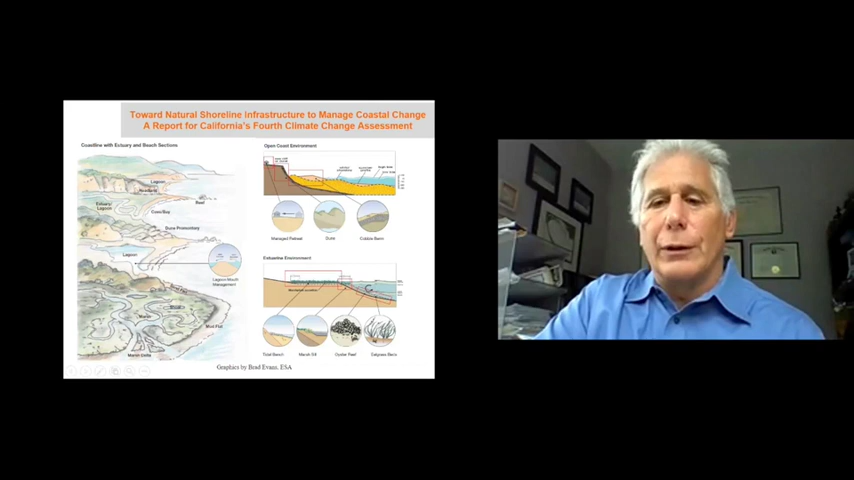 Toward Natural Shoreline Infrastructure to Manage Coastal Change
A Report for California's Fourth Climate Change Assessment
Coastline with Estuary and Beach Sections
Open Coast Environment
Lagoon
Reef
Estuary/
Lagoon
Cove/Bay
Dune Promontory
Lagoon
Lagoon Mouth
Management
Managed Retreat
Dune
Cobble Berm
Estuarine Environment
Marsh
Mud Flat
Tidal Bench
Marsh Sill
Oyster Reef
Eelgrass Beds
Graphics by Brad Evans, ESA